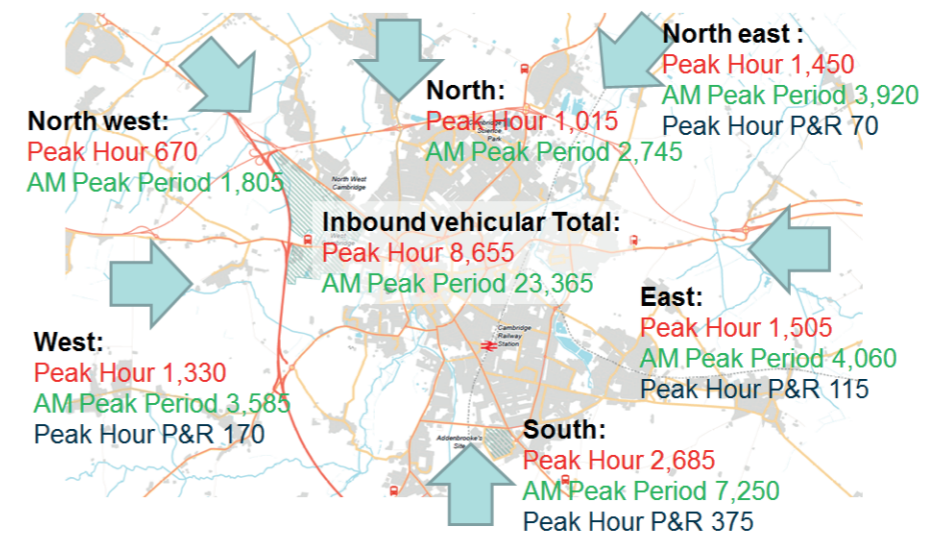 North east :
Peak Hour 1,450
AM Peak Period 3,920
Peak Hour P&R 70
North:
Peak Hour 1,015
AM Peak Period 2,745
Science
Park
North west:
Peak Hour 670
AM Peak Period 1,805
North West
Cambridge
Inbound vehicular Total:
Peak Hour 8,655
AM Peak Period 23,365
East:
Peak Hour 1,505
AM Peak Period 4,060
Peak Hour P&R 115
Cambridge
Railway
Station
West:
Peak Hour 1,330
AM Peak Period 3,585
Peak Hour P&R 170
Addenbrooke's
Site
South:
Peak Hour 2,685
AM Peak Period 7,250
Peak Hour P&R 375